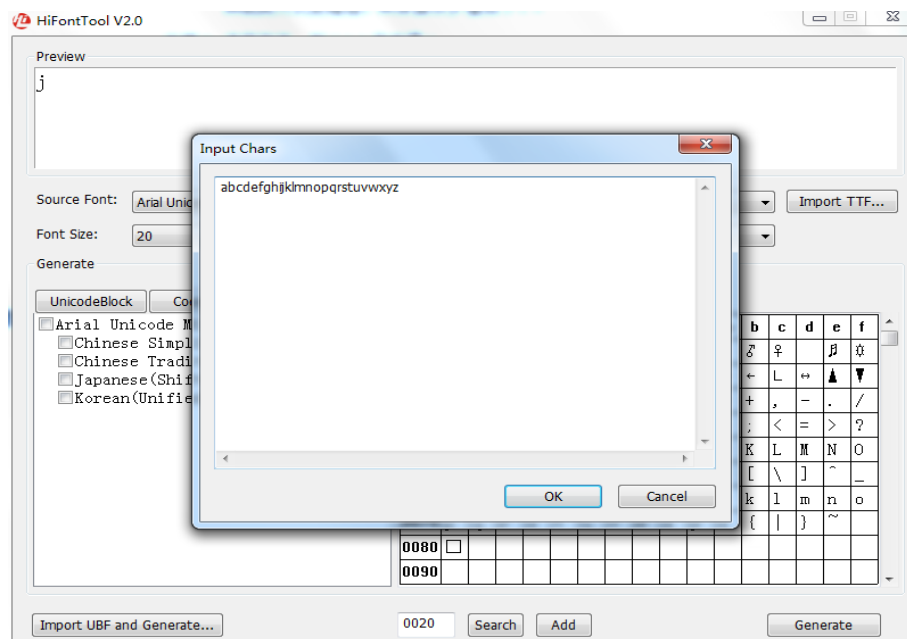 HiFontTool V2.0
Preview
j
Input Chars
abcdefghijklmnopqrstuvwxyz
Source Font: Arial Unic
Import TTF...
Font Size: 20
Generate
UnicodeBlock Co
Arial Unicode M
Chinese Simpl
Chinese Tradi
Japanese(Shif
Korean(Unifie
b c d e f
♂ ♀ ♬ ☼
← ∟ ↔ ▲ ▼
+ , - . /
; < = > ?
K L M N O
[ \ ] ^ _
k l m n o
{ | } ~
OK Cancel
0080
0090
Import UBF and Generate... 0020 Search Add Generate